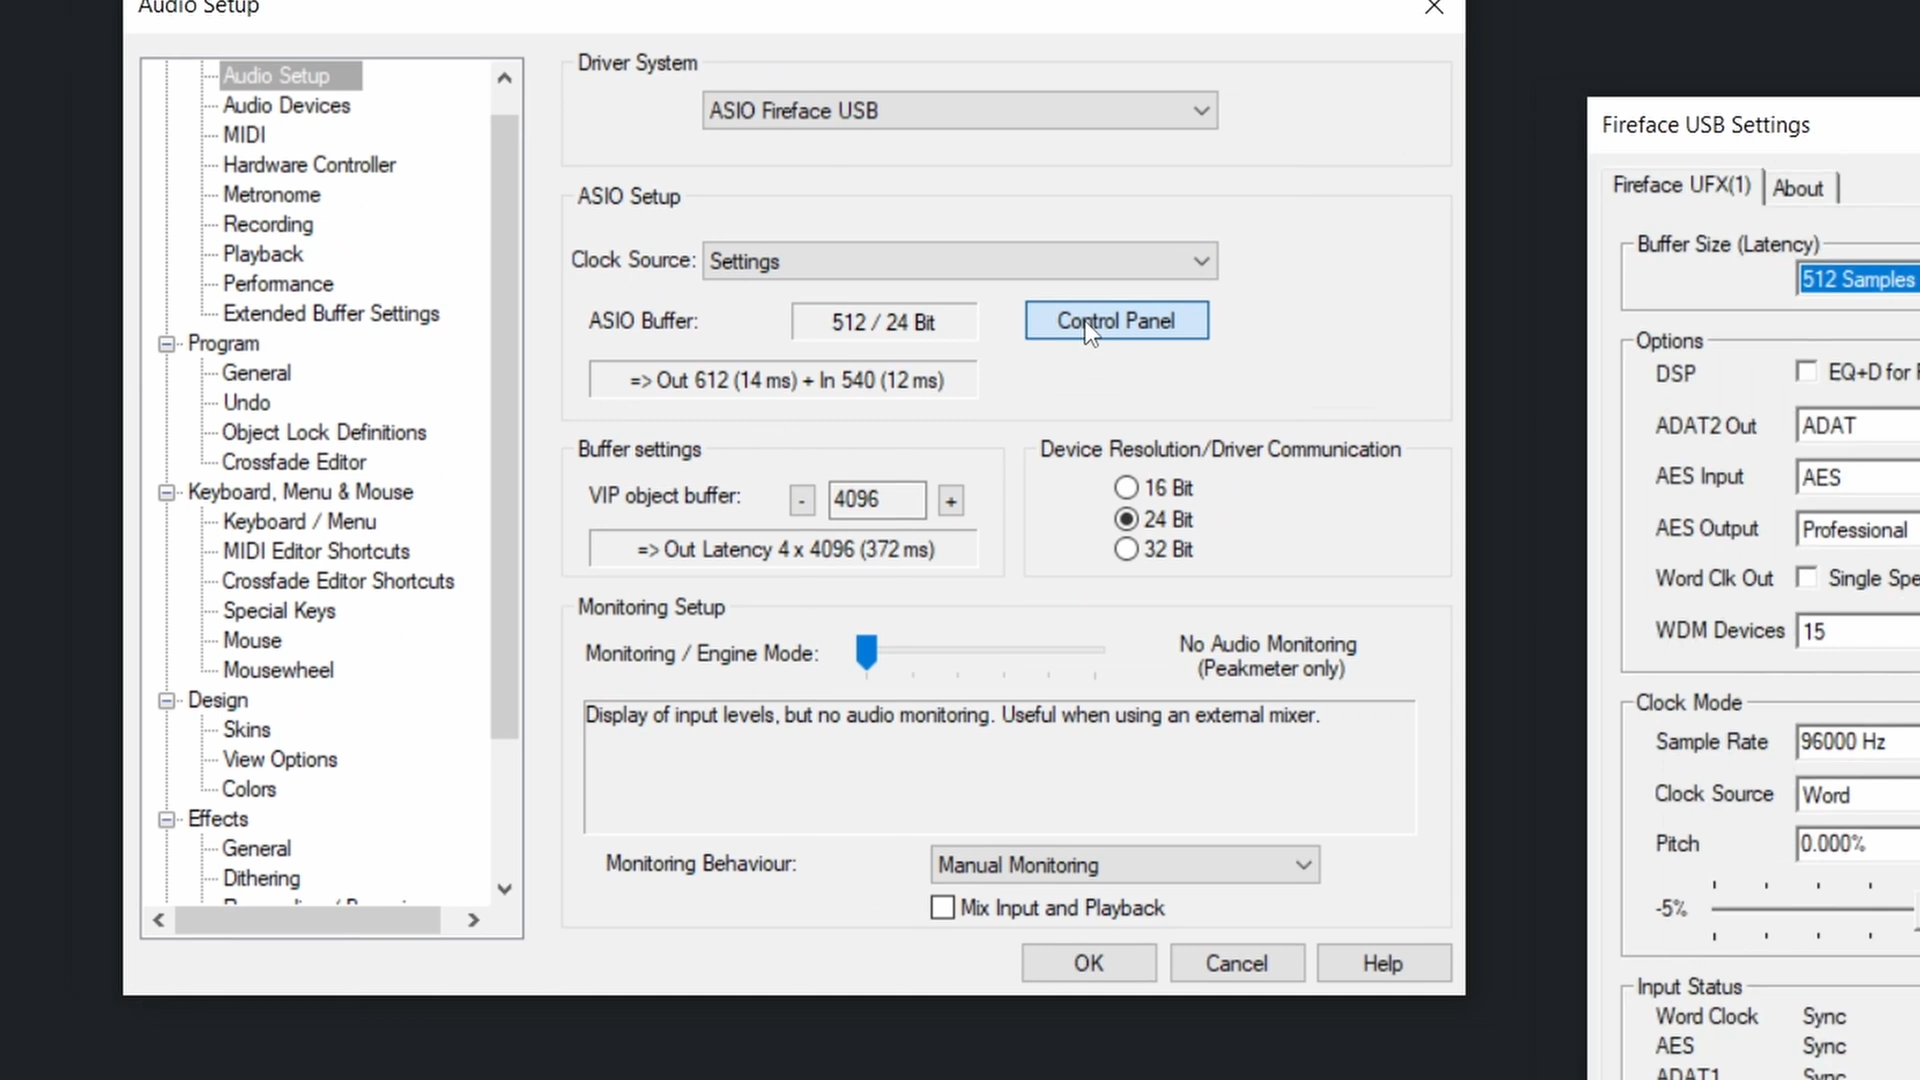 Audio Setup
Audio Setup
Audio Devices
MIDI
Hardware Controller
Metronome
Recording
Playback
Performance
Extended Buffer Settings
Program
General
Undo
Object Lock Definitions
Crossfade Editor
Keyboard, Menu & Mouse
Keyboard / Menu
MIDI Editor Shortcuts
Crossfade Editor Shortcuts
Special Keys
Mouse
Mousewheel
Design
Skins
View Options
Colors
Effects
General
Dithering
Driver System
ASIO Fireface USB
ASIO Setup
Clock Source: Settings
ASIO Buffer: 512 / 24 Bit Control Panel
=> Out 612 (14 ms) + In 540 (12 ms)
Buffer settings
VIP object buffer: - 4096 +
=> Out Latency 4 x 4096 (372 ms)
Device Resolution/Driver Communication
16 Bit
24 Bit
32 Bit
Monitoring Setup
Monitoring / Engine Mode:
No Audio Monitoring
(Peakmeter only)
Display of input levels, but no audio monitoring. Useful when using an external mixer.
Monitoring Behaviour: Manual Monitoring
Mix Input and Playback
OK Cancel Help
Fireface USB Settings
Fireface UFX(1) About
Buffer Size (Latency)
512 Samples
Options
DSP EQ+D for
ADAT2 Out ADAT
AES Input AES
AES Output Professional
Word Clk Out Single Spe
WDM Devices 15
Clock Mode
Sample Rate 96000 Hz
Clock Source Word
Pitch 0.000%
-5%
Input Status
Word Clock Sync
AES Sync
ADAT1 Sync